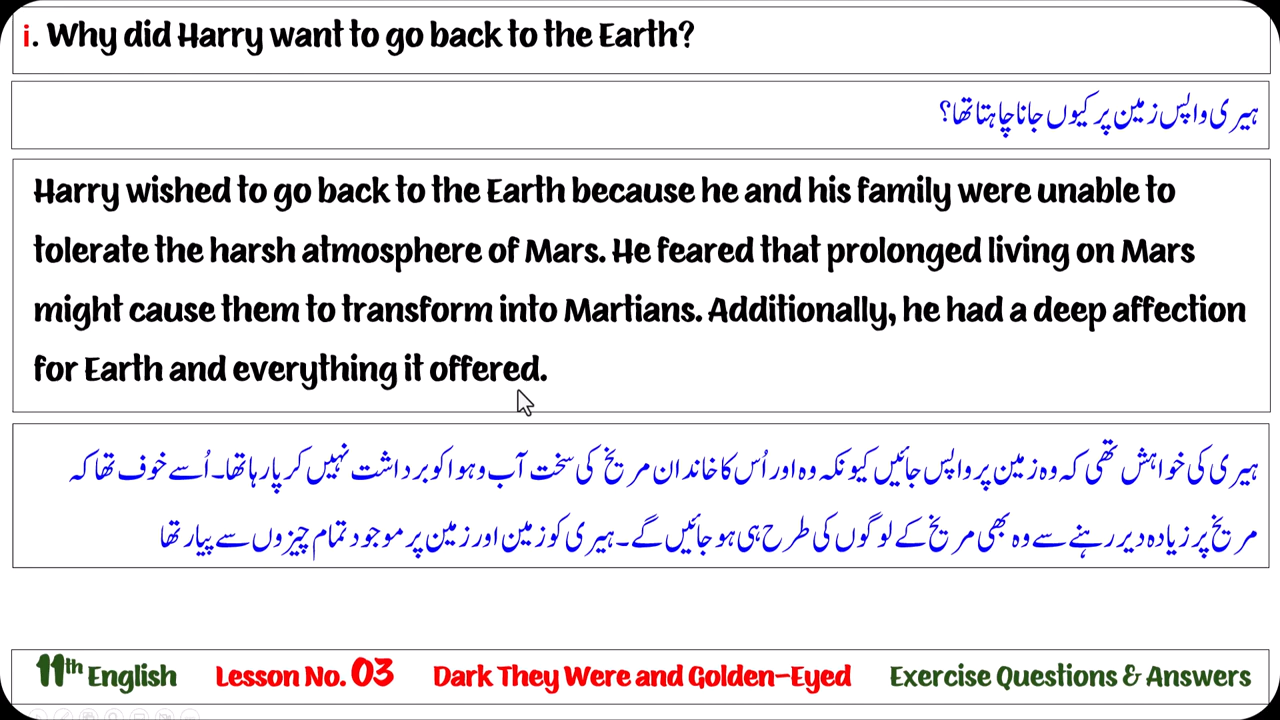 i. Why did Harry want to go back to the Earth?
ہیری واپس زمین پر کیوں جانا چاہتا تھا؟
Harry wished to go back to the Earth because he and his family were unable to
tolerate the harsh atmosphere of Mars. He feared that prolonged living on Mars
might cause them to transform into Martians. Additionally, he had a deep affection
for Earth and everything it offered.
ہیری کی خواہش تھی کہ وہ زمین پر واپس جائیں کیونکہ وہ اور اُس کا خاندان مریخ کی سخت آب وہوا کو برداشت نہیں کر پا رہا تھا۔ اُسے خوف تھا کہ
مریخ پر زیادہ دیر رہنے سے وہ بھی مریخ کے لوگوں کی طرح ہی ہو جائیں گے۔ ہیری کو زمین اور زمین پر موجود تمام چیزوں سے پیار تھا
11th English Lesson No. 03 Dark They Were and Golden-Eyed Exercise Questions & Answers